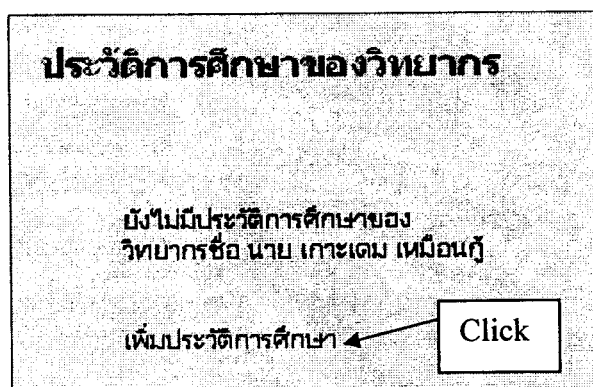 ประวัติการศึกษาของวิทยากร
ยังไม่มีประวัติการศึกษาของ
วิทยากรชื่อ นาย เกาะเดม เหมือนกู้
เพิ่มประวัติการศึกษา
Click